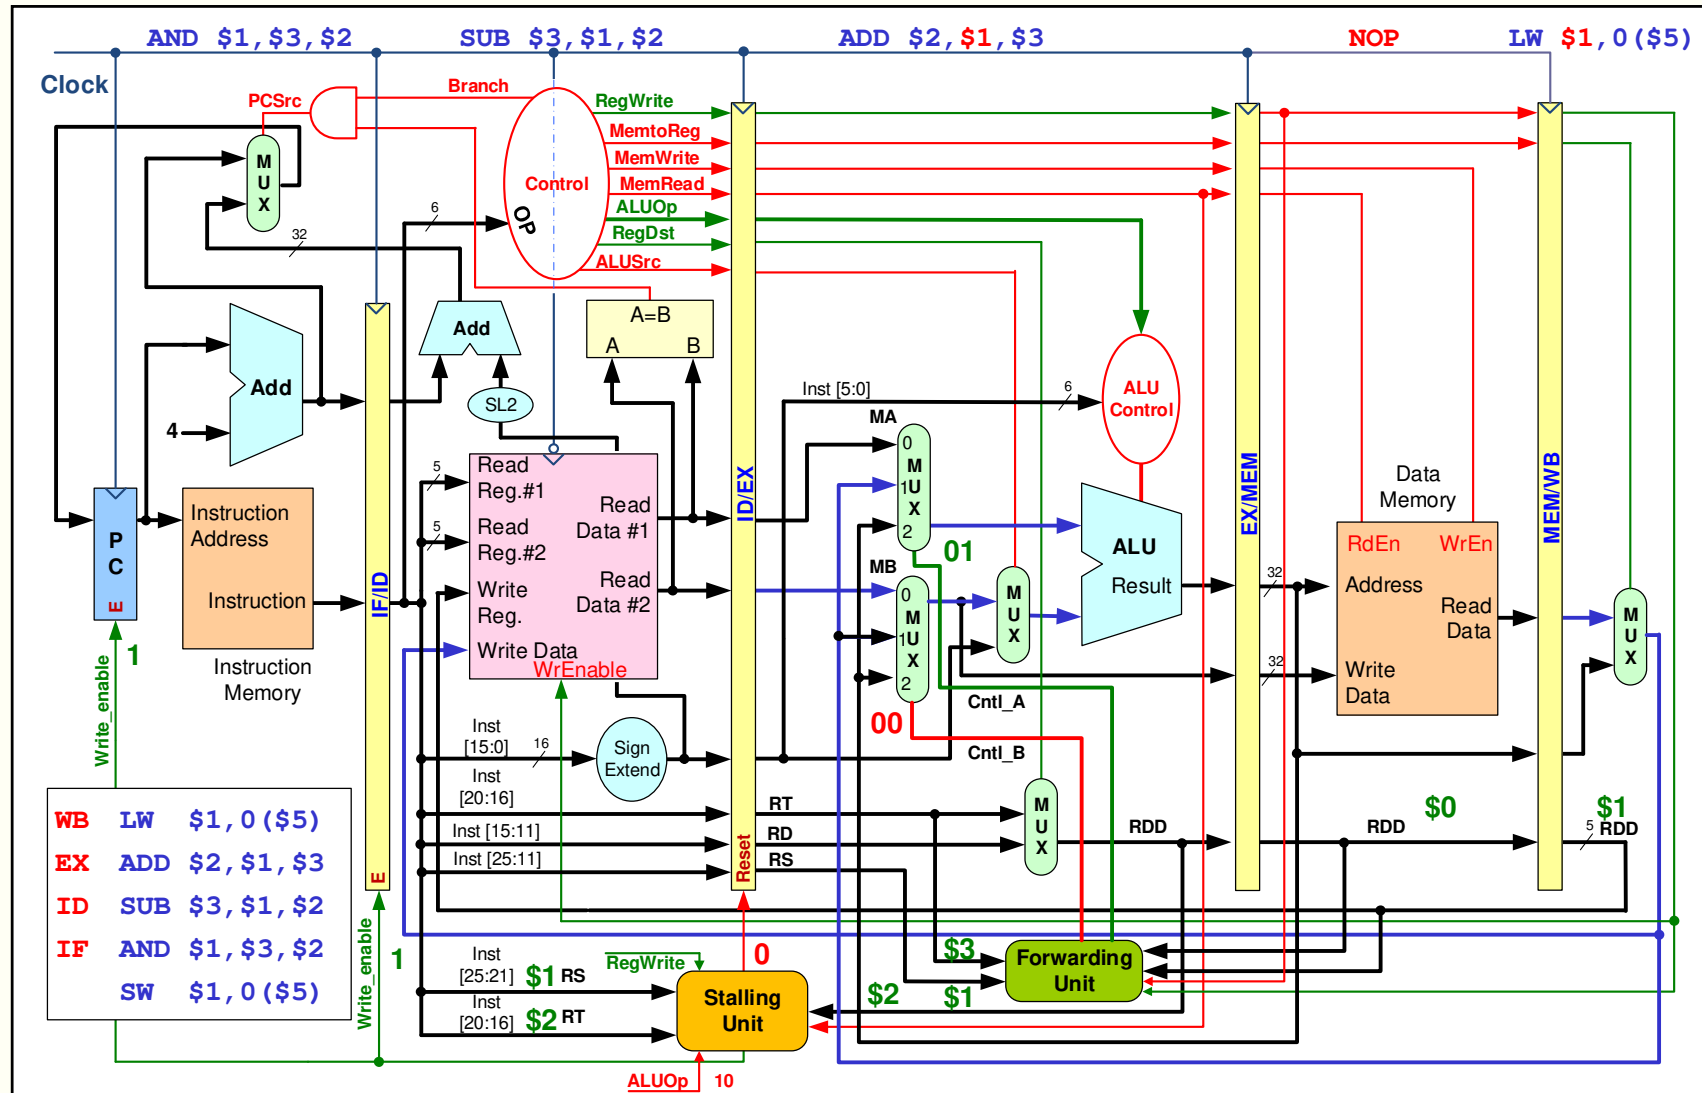 AND $1,$3,$2
SUB $3,$1,$2
ADD $2,$1,$3
NOP
LW $1,0($5)
Clock
PCSrc
Branch
RegWrite
MemtoReg
MemWrite
MemRead
ALUOp
RegDst
ALUSrc
Control
OP
M
U
X
6
32
Add
4
Add
SL2
A=B
A
B
Inst [5:0]
6
ALU
Control
MA
0
1
2
M
U
X
01
MB
0
1
2
M
U
X
00
M
U
X
ALU
Result
Cntl_A
Cntl_B
P
C
E
Instruction
Address
Instruction
Instruction
Memory
IF/ID
E
5
Read
Reg.#1
5
Read
Reg.#2
Write
Reg.
Write Data
WrEnable
Read
Data #1
Read
Data #2
ID/EX
Reset
EX/MEM
MEM/WB
Data
Memory
RdEn
WrEn
32
Address
Read
Data
32
Write
Data
M
U
X
Write_enable
1
Inst
[15:0]
16
Sign
Extend
Inst
[20:16]
Inst [15:11]
Inst [25:11]
RT
RD
RS
M
U
X
RDD
RDD
$0
$1
5
RDD
WB LW $1,0($5)
EX ADD $2,$1,$3
ID SUB $3,$1,$2
IF AND $1,$3,$2
SW $1,0($5)
Write_enable
1
Inst
[25:21]
$1 RS
Inst
[20:16]
$2 RT
RegWrite
0
Stalling
Unit
ALUOp 10
$2
$3
$1
Forwarding
Unit